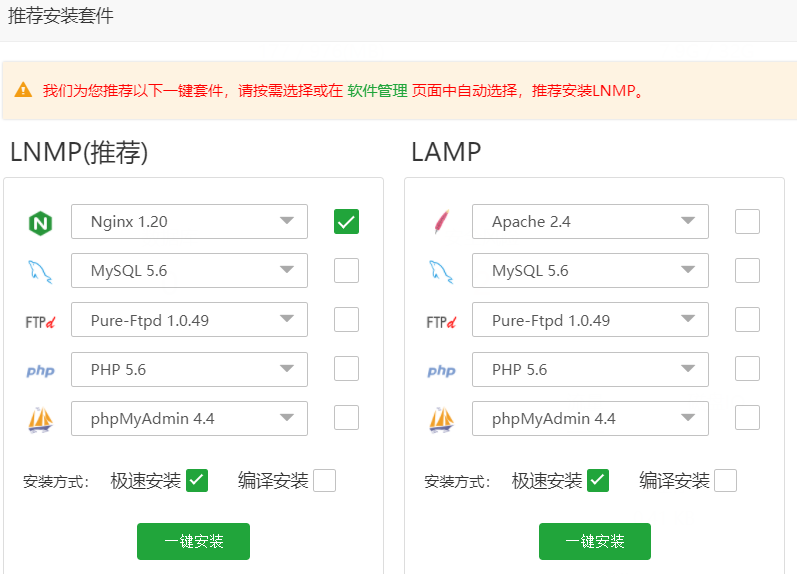 推荐安装套件
我们为您推荐以下一键套件，请按需选择或在 软件管理 页面中自动选择，推荐安装LNMP。
LNMP(推荐)
Nginx 1.20
MySQL 5.6
FTPd Pure-Ftpd 1.0.49
php PHP 5.6
phpMyAdmin 4.4
安装方式： 极速安装 编译安装
一键安装
LAMP
Apache 2.4
MySQL 5.6
FTPd Pure-Ftpd 1.0.49
php PHP 5.6
phpMyAdmin 4.4
安装方式： 极速安装 编译安装
一键安装